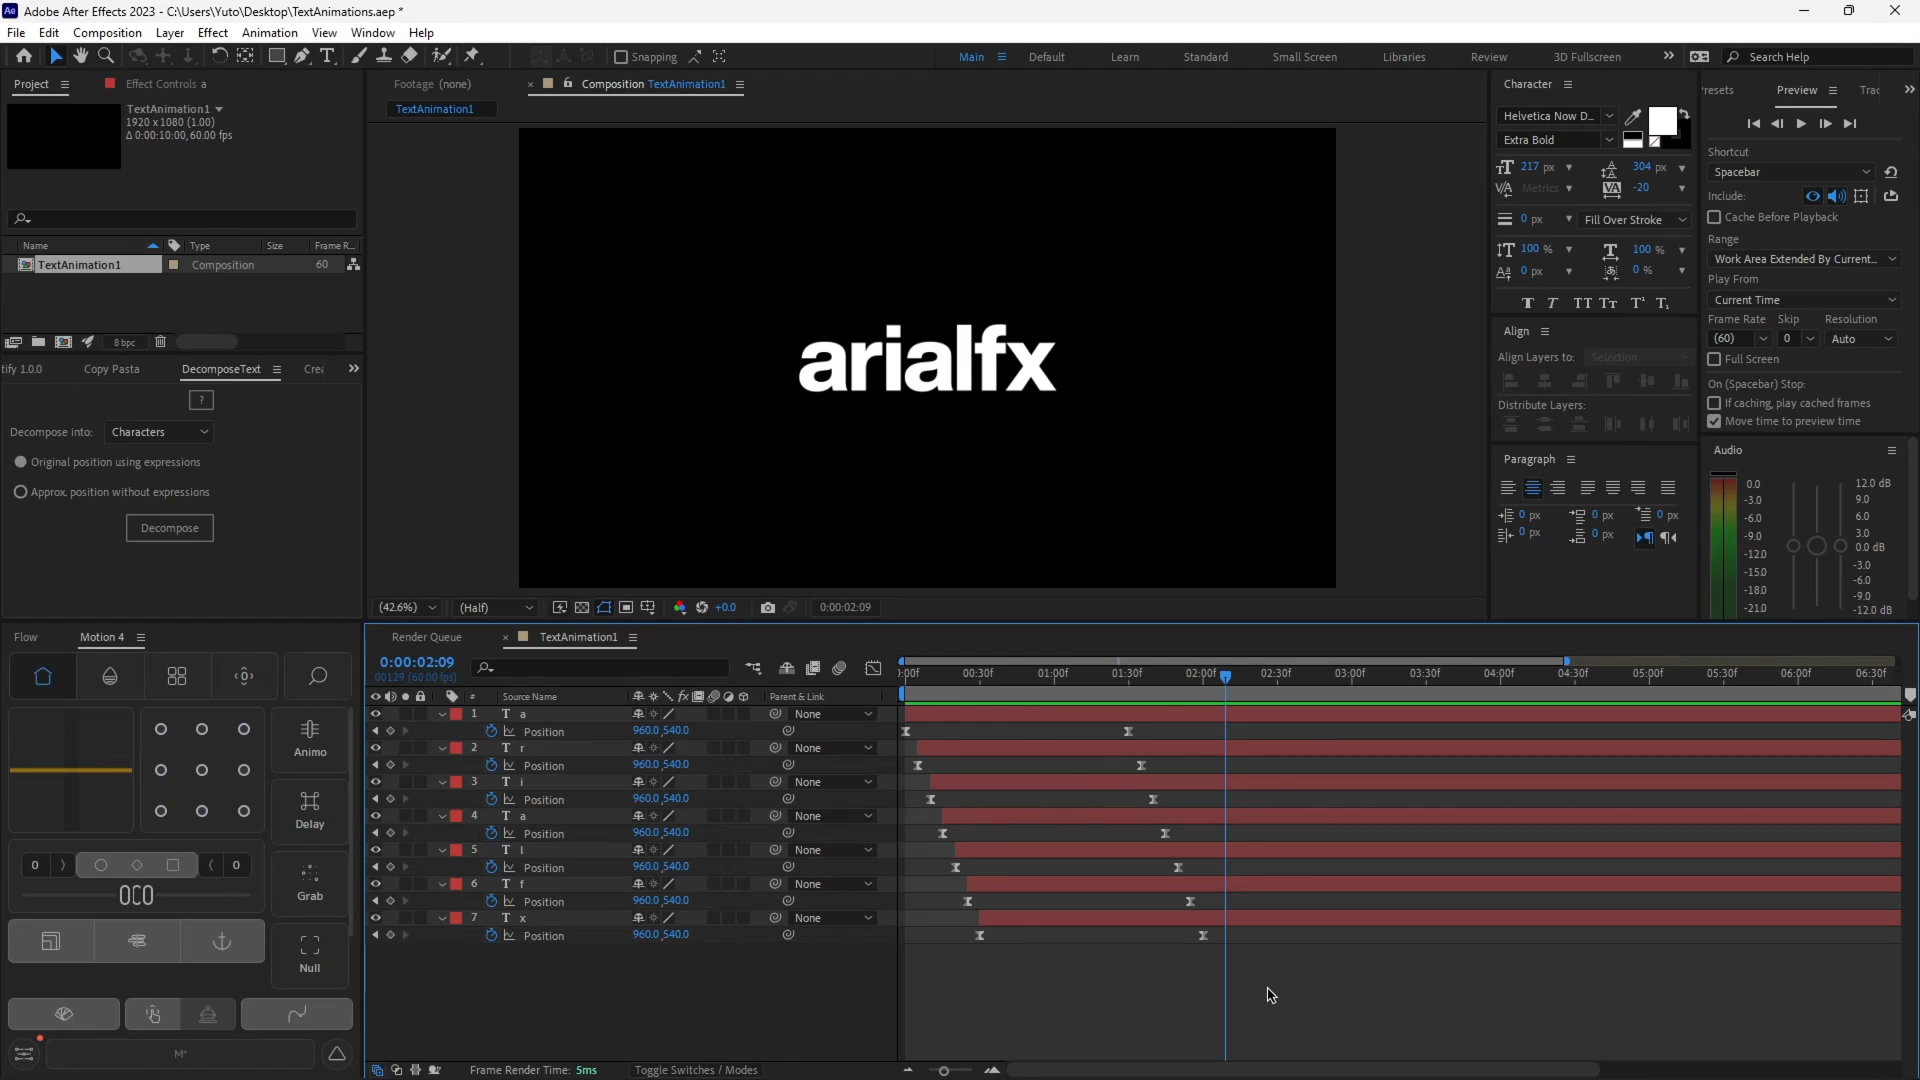 Ae Adobe After Effects 2023 - C:\Users\Yuto\Desktop\TextAnimations.aep *
File Edit Composition Layer Effect Animation View Window Help
Snapping
Main Default Learn Standard Small Screen Libraries Review 3D Fullscreen Search Help
Project Effect Controls a
Footage (none) Composition TextAnimation1
TextAnimation1
TextAnimation1
1920 x 1080 (1.00)
Δ 0:00:10:00, 60.00 fps
Name Type Size Frame R...
TextAnimation1 Composition 60
8 bpc
tify 1.0.0 Copy Pasta DecomposeText Crea
?
Decompose into: Characters
Original position using expressions
Approx. position without expressions
Decompose
arialfx
(42.6%) (Half) +0.0 0:00:02:09
Character
Helvetica Now D...
Extra Bold
217 px 304 px
Metrics -20
0 px Fill Over Stroke
100 % 100 %
0 px 0 %
T T TT Tт T¹ T₁
Align
Align Layers to: Selection
Distribute Layers:
Paragraph
0 px 0 px 0 px
0 px 0 px
resets Preview Trac
Shortcut
Spacebar
Include:
Cache Before Playback
Range
Work Area Extended By Current...
Play From
Current Time
Frame Rate Skip Resolution
(60) 0 Auto
Full Screen
On (Spacebar) Stop:
If caching, play cached frames
Move time to preview time
Audio
0.0 12.0 dB
-3.0 9.0
-6.0 6.0
-9.0 3.0
-12.0 0.0 dB
-15.0 -3.0
-18.0 -6.0
-21.0 -9.0
-12.0 dB
Flow Motion 4
Animo
Delay
Grab
Null
0 0
M*
Render Queue TextAnimation1
0:00:02:09
00129 (60.00 fps)
):00f 00:30f 01:00f 01:30f 02:00f 02:30f 03:00f 03:30f 04:00f 04:30f 05:00f 05:30f 06:00f 06:30f
# Source Name fx Parent & Link
1 T a None
Position 960.0,540.0
2 T r None
Position 960.0,540.0
3 T i None
Position 960.0,540.0
4 T a None
Position 960.0,540.0
5 T l None
Position 960.0,540.0
6 T f None
Position 960.0,540.0
7 T x None
Position 960.0,540.0
Frame Render Time: 5ms Toggle Switches / Modes